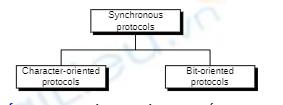 Synchronous
protocols
Character-oriented
protocols
Bit-oriented
protocols